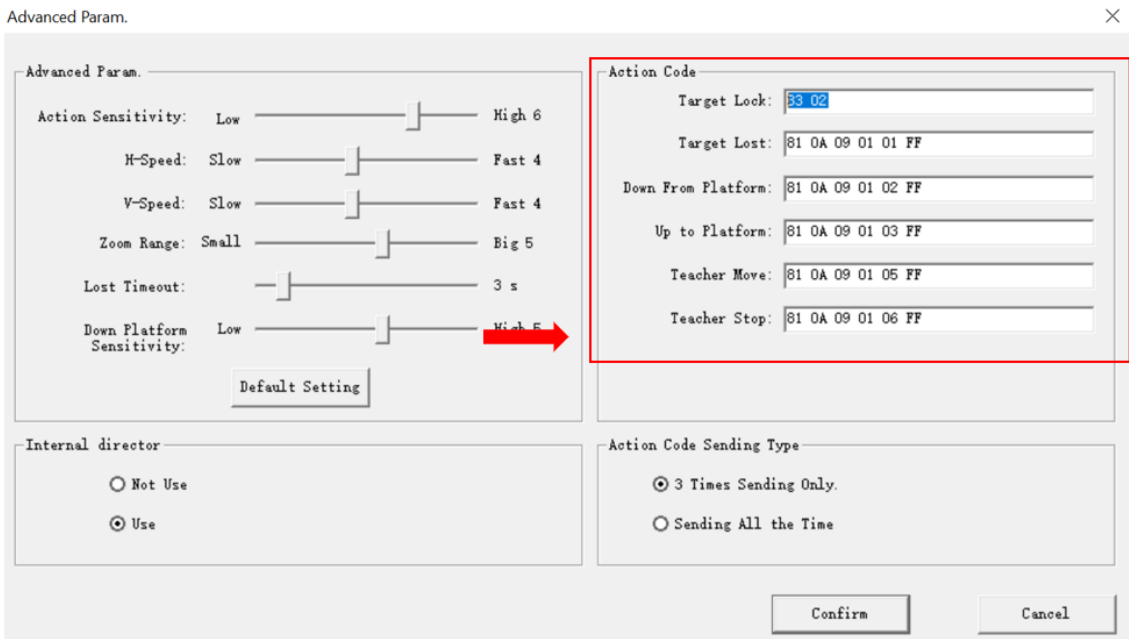 Advanced Param.
Advanced Param.
Action Sensitivity: Low High 6
H-Speed: Slow Fast 4
V-Speed: Slow Fast 4
Zoom Range: Small Big 5
Lost Timeout: 3 s
Down Platform Sensitivity: Low High 5
Default Setting
Action Code
Target Lock: 33 02
Target Lost: 81 0A 09 01 01 FF
Down From Platform: 81 0A 09 01 02 FF
Up to Platform: 81 0A 09 01 03 FF
Teacher Move: 81 0A 09 01 05 FF
Teacher Stop: 81 0A 09 01 06 FF
Internal director
Not Use
Use
Action Code Sending Type
3 Times Sending Only.
Sending All the Time
Confirm
Cancel